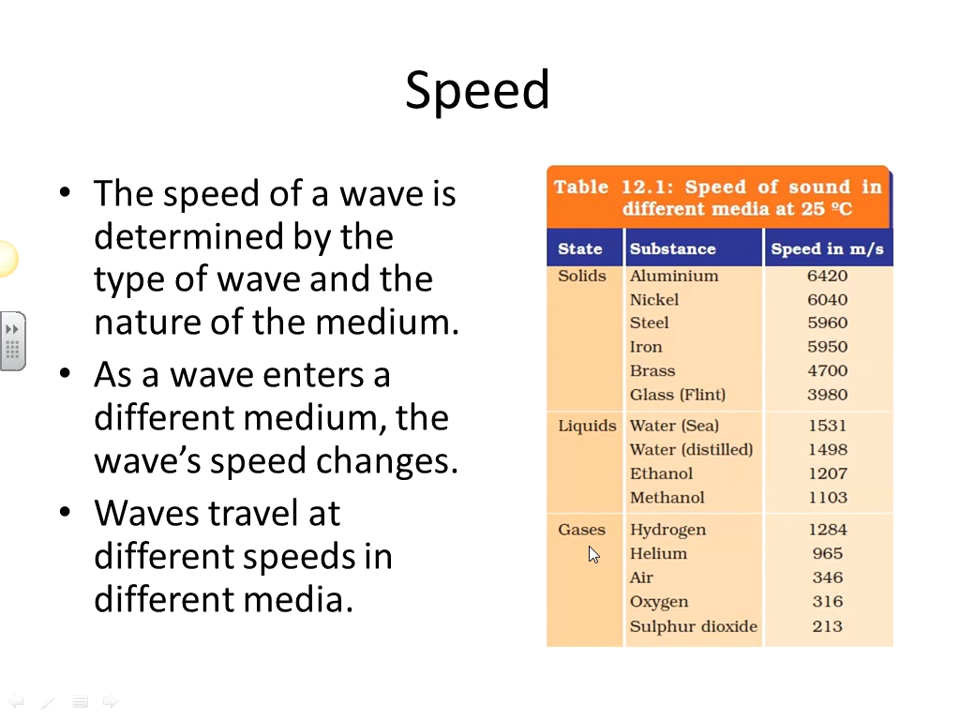 Speed
• The speed of a wave is
determined by the
type of wave and the
nature of the medium.
• As a wave enters a
different medium, the
wave's speed changes.
• Waves travel at
different speeds in
different media.
Table 12.1: Speed of sound in
different media at 25 ºC
State Substance Speed in m/s
Solids Aluminium 6420
Nickel 6040
Steel 5960
Iron 5950
Brass 4700
Glass (Flint) 3980
Liquids Water (Sea) 1531
Water (distilled) 1498
Ethanol 1207
Methanol 1103
Gases Hydrogen 1284
Helium 965
Air 346
Oxygen 316
Sulphur dioxide 213